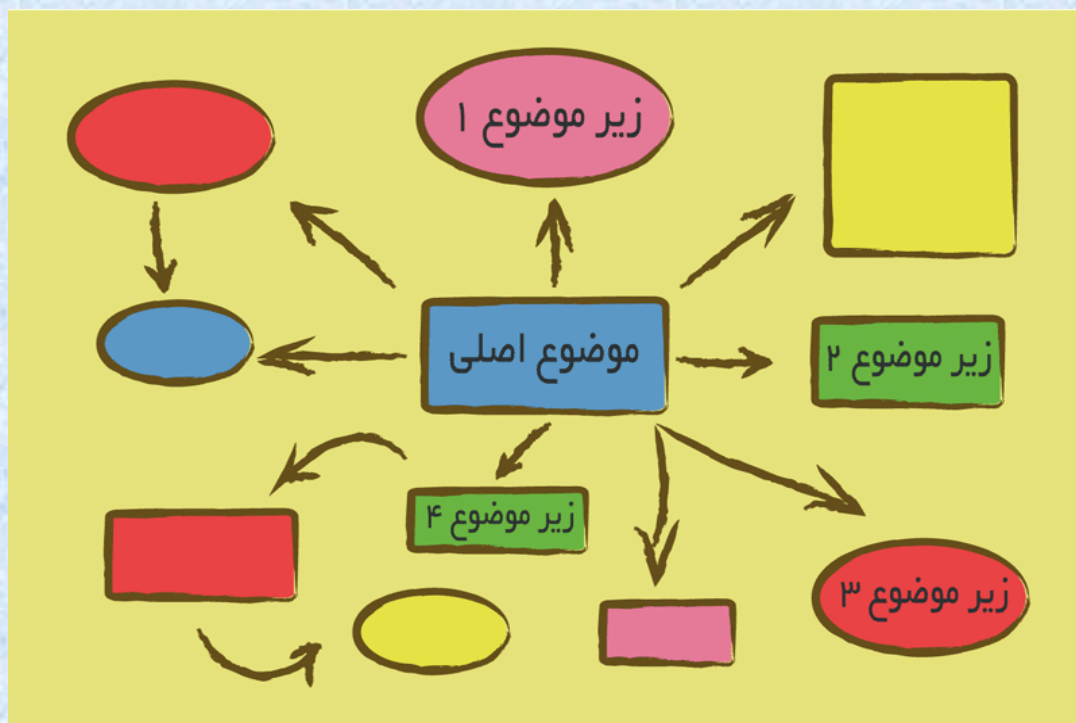 زیر موضوع ۱
موضوع اصلی
زیر موضوع ۲
زیر موضوع ۴
زیر موضوع ۳